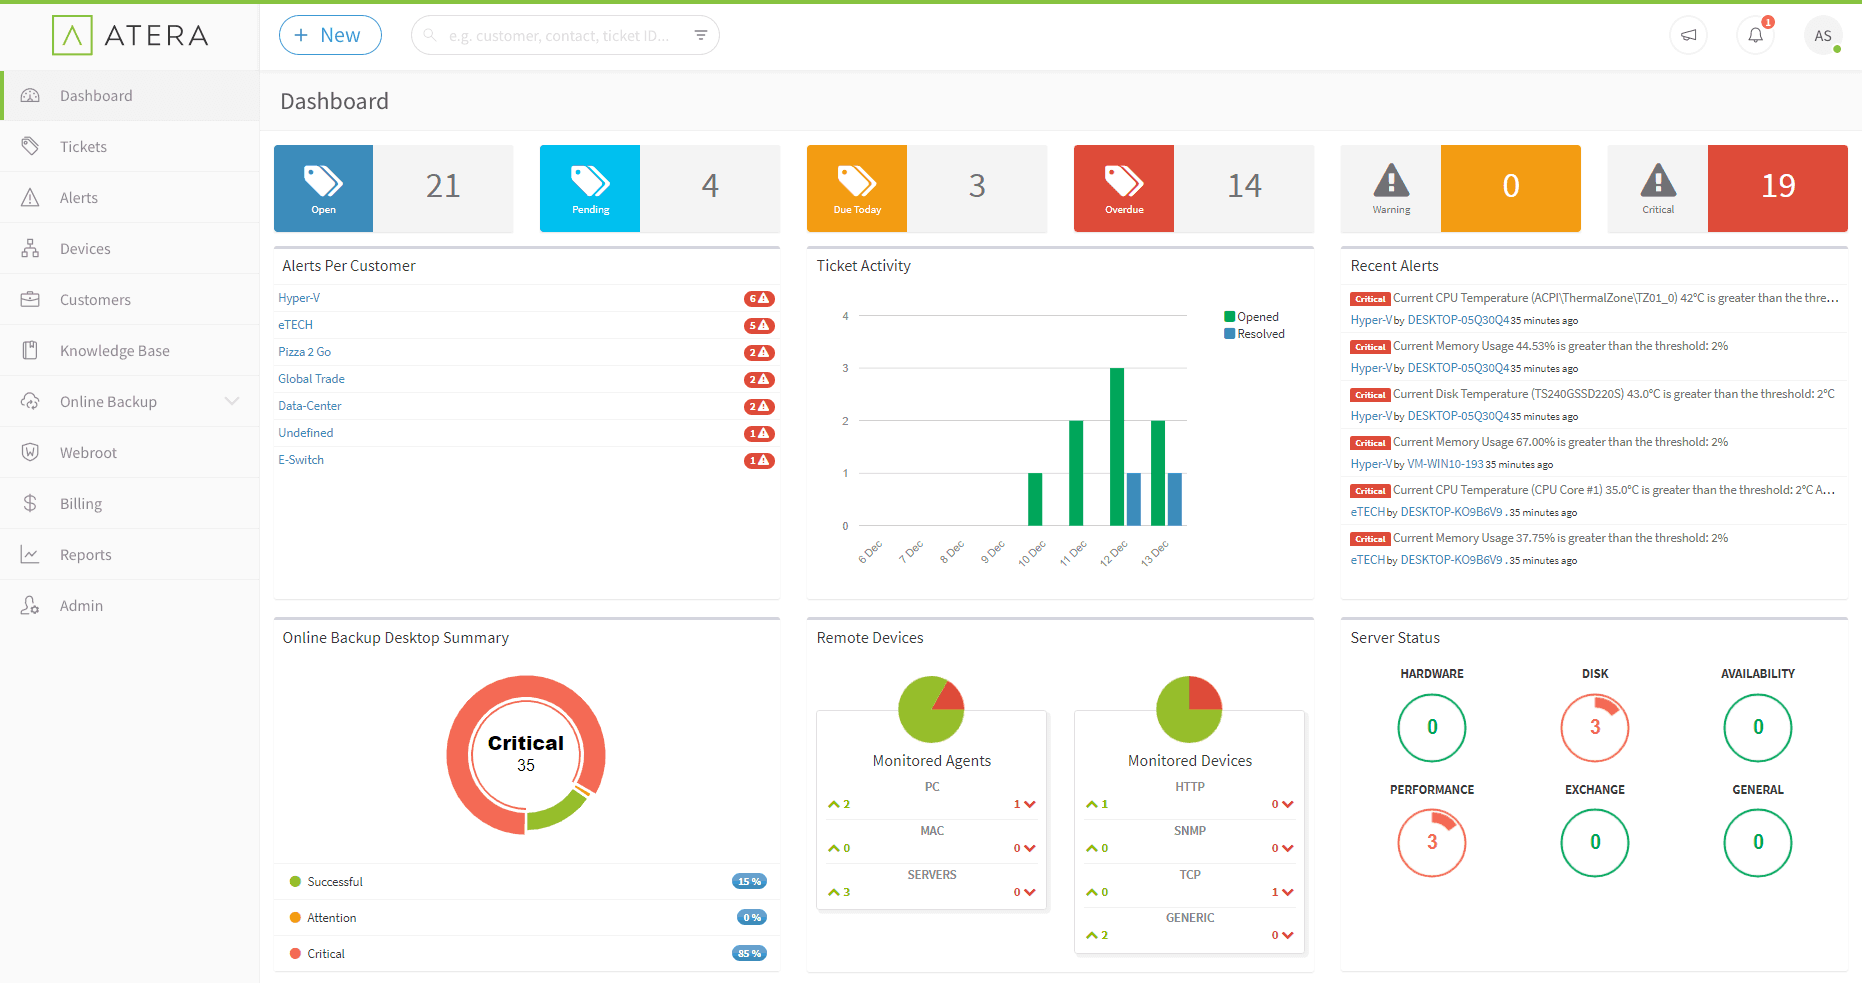 ATERA
+ New
e.g. customer, contact, ticket ID...
1
AS
Dashboard
Tickets
Alerts
Devices
Customers
Knowledge Base
Online Backup
Webroot
Billing
Reports
Admin
Dashboard
Open
21
Pending
4
Due Today
3
Overdue
14
Warning
0
Critical
19
Alerts Per Customer
Hyper-V 6
eTECH 5
Pizza 2 Go 2
Global Trade 2
Data-Center 2
Undefined 1
E-Switch 1
Ticket Activity
4
3
2
1
0
6 Dec
7 Dec
8 Dec
9 Dec
10 Dec
11 Dec
12 Dec
13 Dec
Opened
Resolved
Recent Alerts
Critical Current CPU Temperature (ACPI\ThermalZone\TZ01_0) 42°C is greater than the thre...
Hyper-V by DESKTOP-05Q30Q4 35 minutes ago
Critical Current Memory Usage 44.53% is greater than the threshold: 2%
Hyper-V by DESKTOP-05Q30Q4 35 minutes ago
Critical Current Disk Temperature (TS240GSSD220S) 43.0°C is greater than the threshold: 2°C
Hyper-V by DESKTOP-05Q30Q4 35 minutes ago
Critical Current Memory Usage 67.00% is greater than the threshold: 2%
Hyper-V by VM-WIN10-193 35 minutes ago
Critical Current CPU Temperature (CPU Core #1) 35.0°C is greater than the threshold: 2°C A...
eTECH by DESKTOP-KO9B6V9 . 35 minutes ago
Critical Current Memory Usage 37.75% is greater than the threshold: 2%
eTECH by DESKTOP-KO9B6V9 . 35 minutes ago
Online Backup Desktop Summary
Critical
35
Successful 15 %
Attention 0 %
Critical 85 %
Remote Devices
Monitored Agents
PC
2 1
MAC
0 0
SERVERS
3 0
Monitored Devices
HTTP
1 0
SNMP
0 0
TCP
0 1
GENERIC
2 0
Server Status
HARDWARE
0
DISK
3
AVAILABILITY
0
PERFORMANCE
3
EXCHANGE
0
GENERAL
0